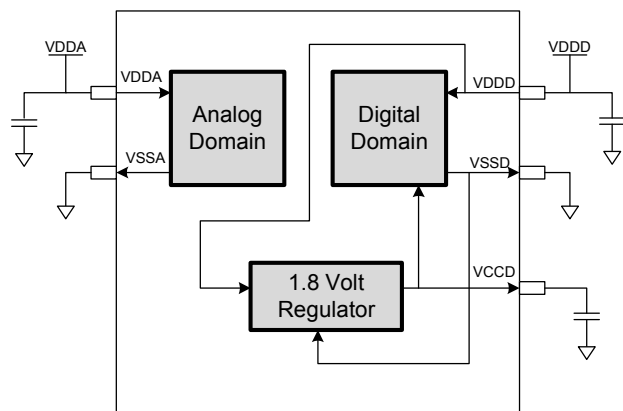 VDDA
VDDD
VDDA
Analog
Domain
Digital
Domain
VDDD
VSSA
VSSD
1.8 Volt
Regulator
VCCD